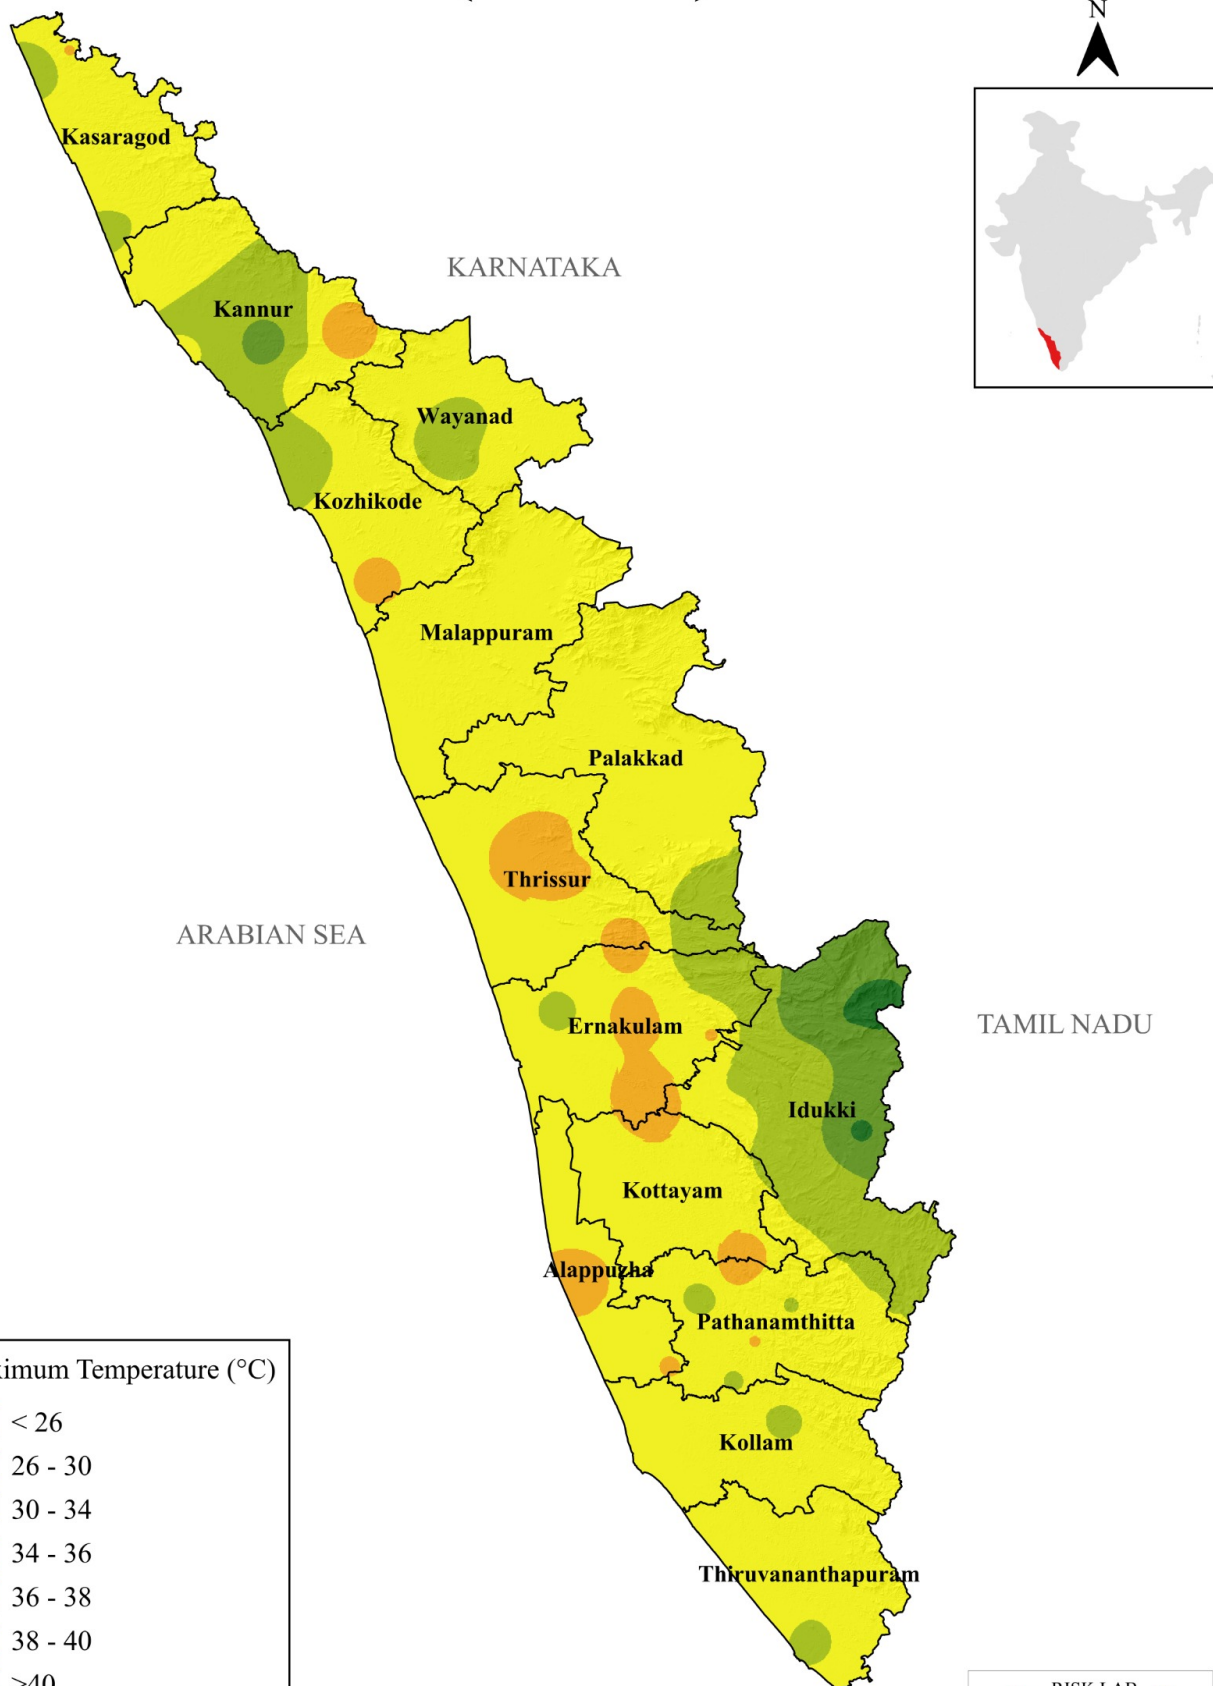 N
Kasaragod
KARNATAKA
Kannur
Wayanad
Kozhikode
Malappuram
Palakkad
Thrissur
ARABIAN SEA
TAMIL NADU
Ernakulam
Idukki
Kottayam
Alappuzha
Pathanamthitta
Kollam
Thiruvananthapuram
Temperature (°C)
< 26
26 - 30
30 - 34
34 - 36
36 - 38
38 - 40
>40